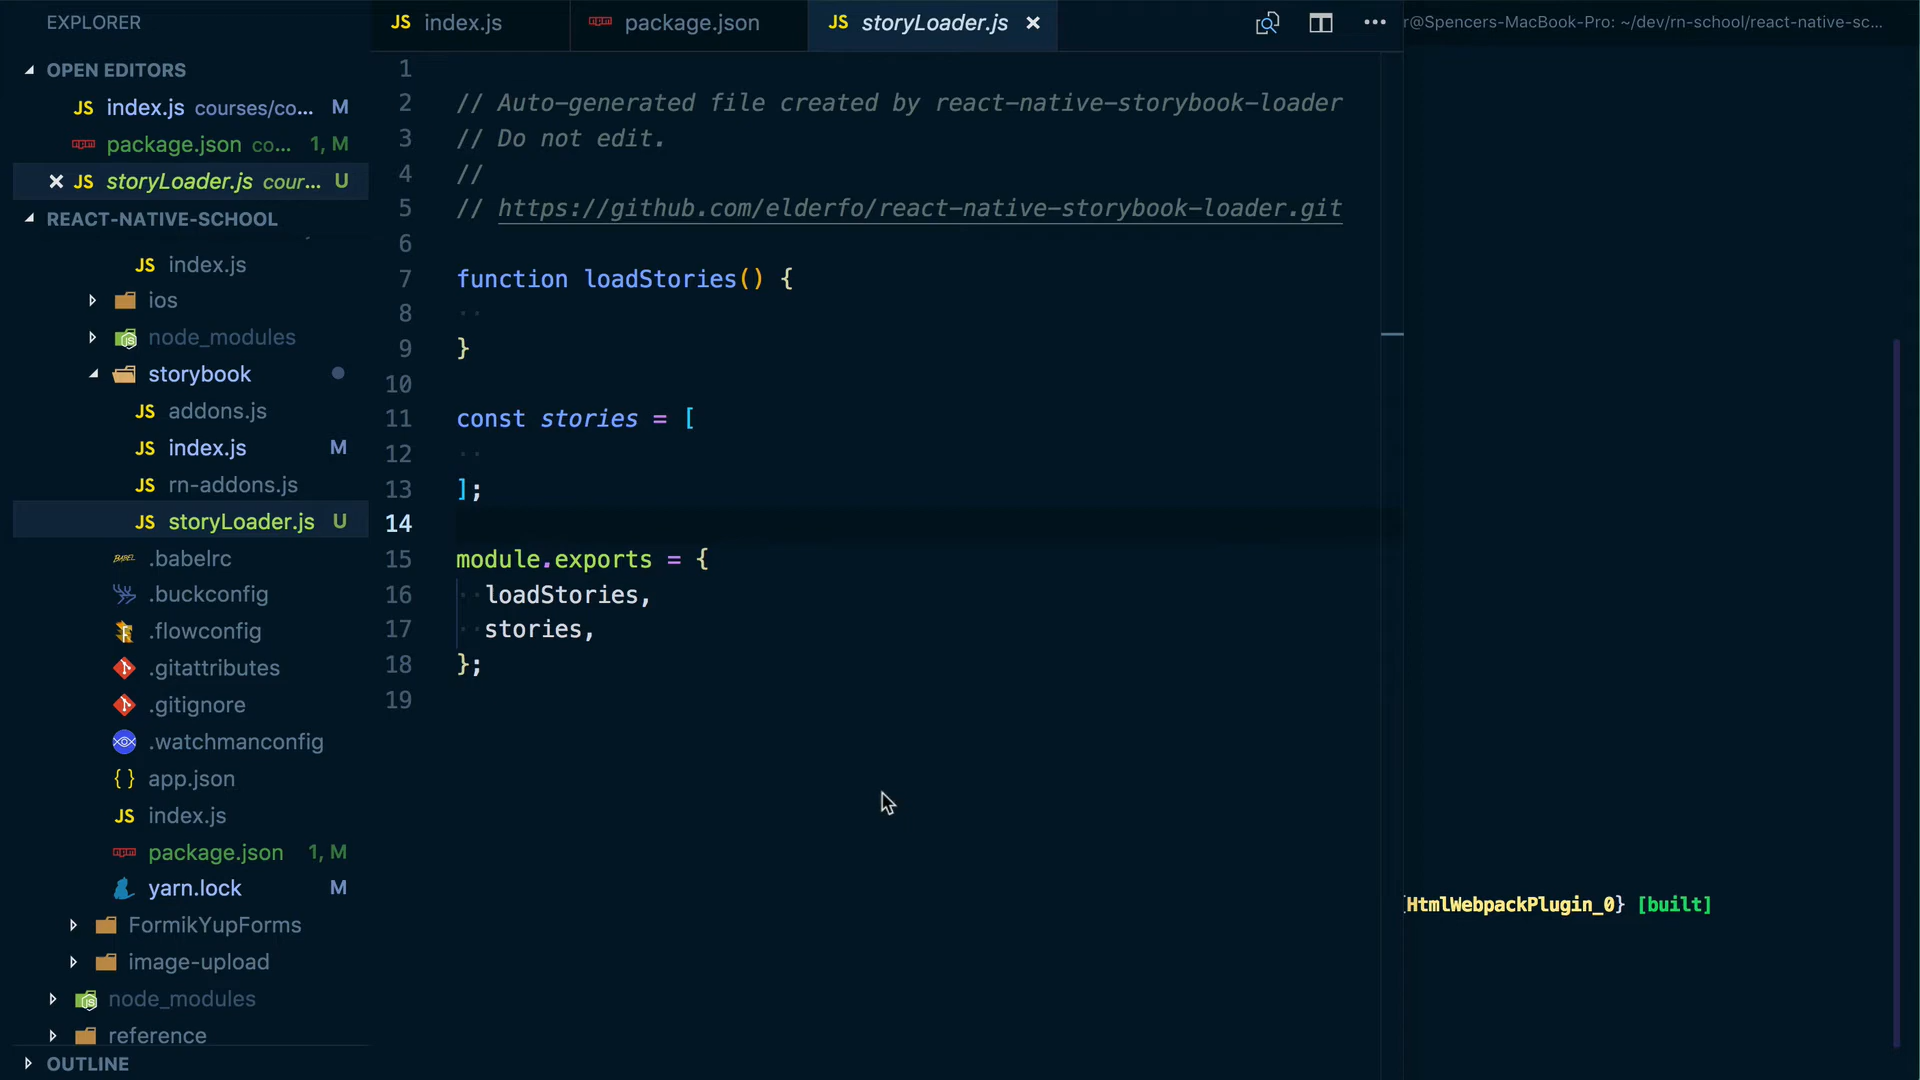 EXPLORER
OPEN EDITORS
JS index.js courses/co... M
package.json co... 1, M
JS storyLoader.js cour... U
REACT-NATIVE-SCHOOL
JS index.js
ios
node_modules
storybook
JS addons.js
JS index.js M
JS rn-addons.js
JS storyLoader.js U
BABEL .babelrc
.buckconfig
.flowconfig
.gitattributes
.gitignore
.watchmanconfig
{} app.json
JS index.js
package.json 1, M
yarn.lock M
FormikYupForms
image-upload
node_modules
reference
OUTLINE
JS index.js
package.json
JS storyLoader.js
1
2 // Auto-generated file created by react-native-storybook-loader
3 // Do not edit.
4 //
5 // https://github.com/elderfo/react-native-storybook-loader.git
6
7 function loadStories() {
8
9 }
10
11 const stories = [
12
13 ];
14
15 module.exports = {
16 loadStories,
17 stories,
18 };
19
r@Spencers-MacBook-Pro: ~/dev/rn-school/react-native-sc...
{HtmlWebpackPlugin_0} [built]